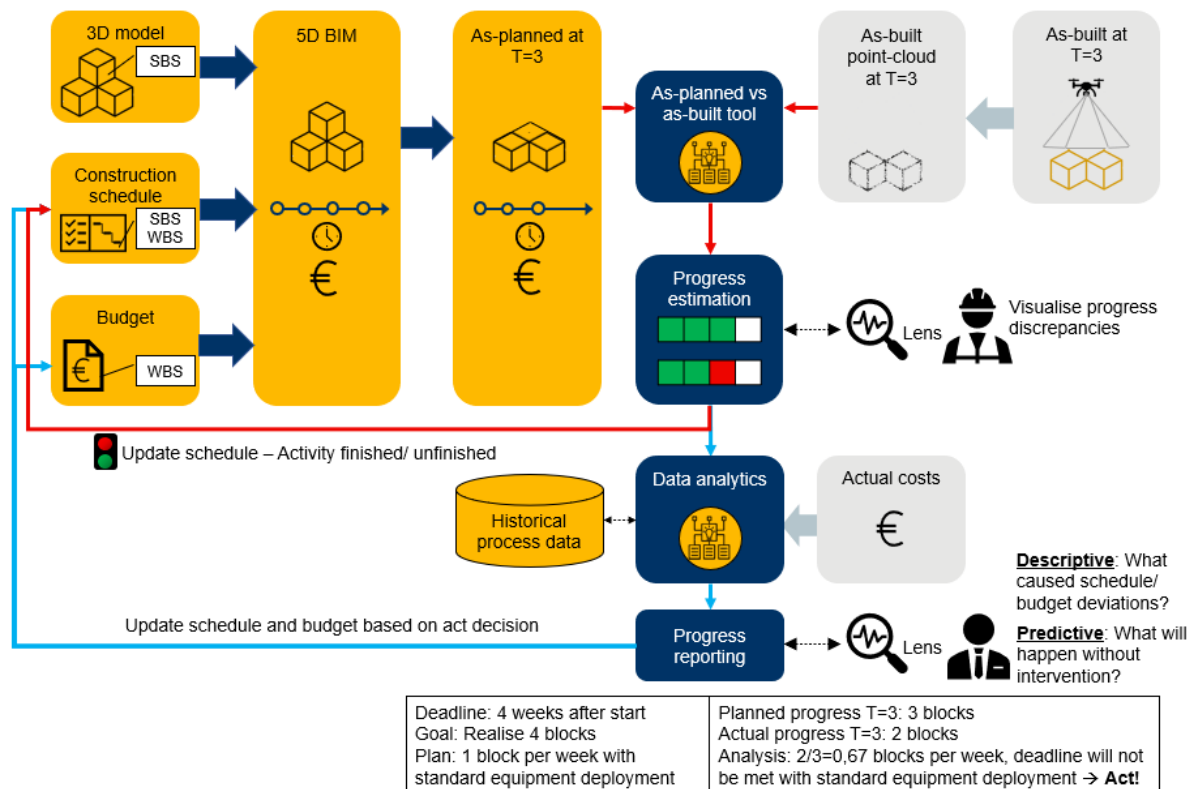 3D model
SBS
5D BIM
As-planned at
T=3
As-built
point-cloud
at T=3
As-built at
T=3
As-planned vs
as-built tool
Construction
schedule
SBS
WBS
€
€
Budget
€
WBS
Progress
estimation
Lens
Visualise progress
discrepancies
Update schedule – Activity finished/ unfinished
Historical
process data
Data analytics
Actual costs
€
Update schedule and budget based on act decision
Progress
reporting
Lens
Descriptive: What
caused schedule/
budget deviations?
Predictive: What will
happen without
intervention?
Deadline: 4 weeks after start
Goal: Realise 4 blocks
Plan: 1 block per week with
standard equipment deployment
Planned progress T=3: 3 blocks
Actual progress T=3: 2 blocks
Analysis: 2/3=0,67 blocks per week, deadline will not
be met with standard equipment deployment → Act!